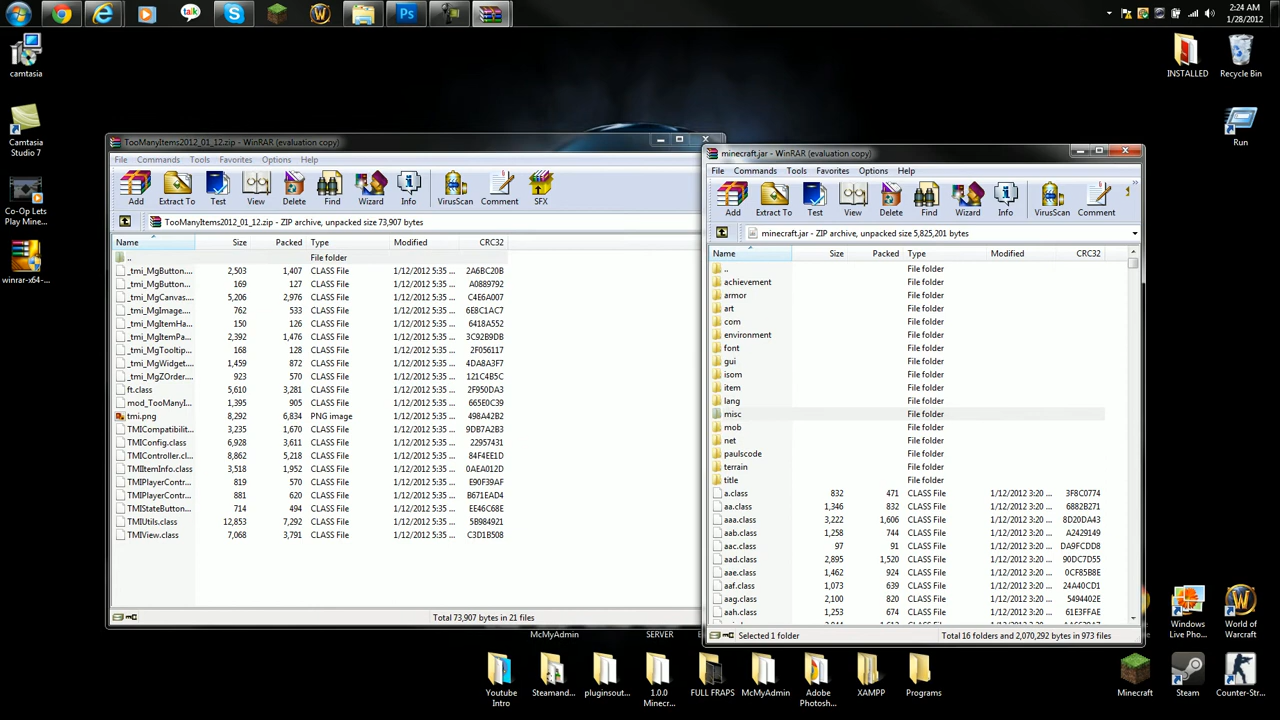 talk
2:24 AM
1/28/2012
camtasia
Camtasia
Studio 7
Co-Op Lets
Play Mine...
winrar-x64-...
INSTALLED
Recycle Bin
Run
TooManyItems2012_01_12.zip - WinRAR (evaluation copy)
File Commands Tools Favorites Options Help
Add Extract To Test View Delete Find Wizard Info VirusScan Comment SFX
TooManyItems2012_01_12.zip - ZIP archive, unpacked size 73,907 bytes
Name Size Packed Type Modified CRC32
.. File folder
_tmi_MgButton.... 2,503 1,407 CLASS File 1/12/2012 5:35 ... 2A6BC20B
_tmi_MgButton... 169 127 CLASS File 1/12/2012 5:35 ... A0889792
_tmi_MgCanvas.... 5,206 2,976 CLASS File 1/12/2012 5:35 ... C4E6A007
_tmi_MgImage.... 762 533 CLASS File 1/12/2012 5:35 ... 6E8C1AC7
_tmi_MgItemHa... 150 126 CLASS File 1/12/2012 5:35 ... 6418A552
_tmi_MgItemPa... 2,392 1,476 CLASS File 1/12/2012 5:35 ... 3C92B9DB
_tmi_MgTooltip... 168 128 CLASS File 1/12/2012 5:35 ... 2F056117
_tmi_MgWidget.... 1,459 872 CLASS File 1/12/2012 5:35 ... 4DA8A3F7
_tmi_MgZOrder.... 923 570 CLASS File 1/12/2012 5:35 ... 121C4B5C
ft.class 5,610 3,281 CLASS File 1/12/2012 5:35 ... 2F950DA3
mod_TooManyI... 1,395 905 CLASS File 1/12/2012 5:35 ... 665E0C39
tmi.png 8,292 6,834 PNG image 1/12/2012 5:35 ... 498A42B2
TMICompatibilit... 3,235 1,670 CLASS File 1/12/2012 5:35 ... 9DB7A2B3
TMIConfig.class 6,928 3,611 CLASS File 1/12/2012 5:35 ... 22957431
TMIController.cl... 8,862 5,218 CLASS File 1/12/2012 5:35 ... 84F4EE1D
TMIItemInfo.class 3,518 1,952 CLASS File 1/12/2012 5:35 ... 0AEA012D
TMIPlayerContr... 819 570 CLASS File 1/12/2012 5:35 ... E90F39AF
TMIPlayerContr... 881 620 CLASS File 1/12/2012 5:35 ... B671EAD4
TMIStateButton... 714 494 CLASS File 1/12/2012 5:35 ... EE46C68E
TMIUtils.class 12,853 7,292 CLASS File 1/12/2012 5:35 ... 5B984921
TMIView.class 7,068 3,791 CLASS File 1/12/2012 5:35 ... C3D1B508
Total 73,907 bytes in 21 files
minecraft.jar - WinRAR (evaluation copy)
File Commands Tools Favorites Options Help
Add Extract To Test View Delete Find Wizard Info VirusScan Comment
minecraft.jar - ZIP archive, unpacked size 5,825,201 bytes
Name Size Packed Type Modified CRC32
.. File folder
achievement File folder
armor File folder
art File folder
com File folder
environment File folder
font File folder
gui File folder
isom File folder
item File folder
lang File folder
misc File folder
mob File folder
net File folder
paulscode File folder
terrain File folder
title File folder
a.class 832 471 CLASS File 1/12/2012 3:20 ... 3F8C0774
aa.class 1,346 832 CLASS File 1/12/2012 3:20 ... 6882B271
aaa.class 3,222 1,606 CLASS File 1/12/2012 3:20 ... 8D20DA43
aab.class 1,258 744 CLASS File 1/12/2012 3:20 ... A2429149
aac.class 97 91 CLASS File 1/12/2012 3:20 ... DA9FCDD8
aad.class 2,895 1,520 CLASS File 1/12/2012 3:20 ... 90DC7D55
aae.class 1,462 924 CLASS File 1/12/2012 3:20 ... 0CF85B8E
aaf.class 1,073 639 CLASS File 1/12/2012 3:20 ... 24A40CD1
aag.class 2,100 820 CLASS File 1/12/2012 3:20 ... 5494402E
aah.class 1,253 674 CLASS File 1/12/2012 3:20 ... 61E3FFAE
Selected 1 folder Total 16 folders and 2,070,292 bytes in 973 files
McMyAdmin SERVER
Windows
Live Pho...
World of
Warcraft
Youtube
Intro
Steamand...
pluginsout...
1.0.0
Minecr...
FULL FRAPS
McMyAdmin
Adobe
Photosh...
XAMPP
Programs
Minecraft
Steam
Counter-Str...